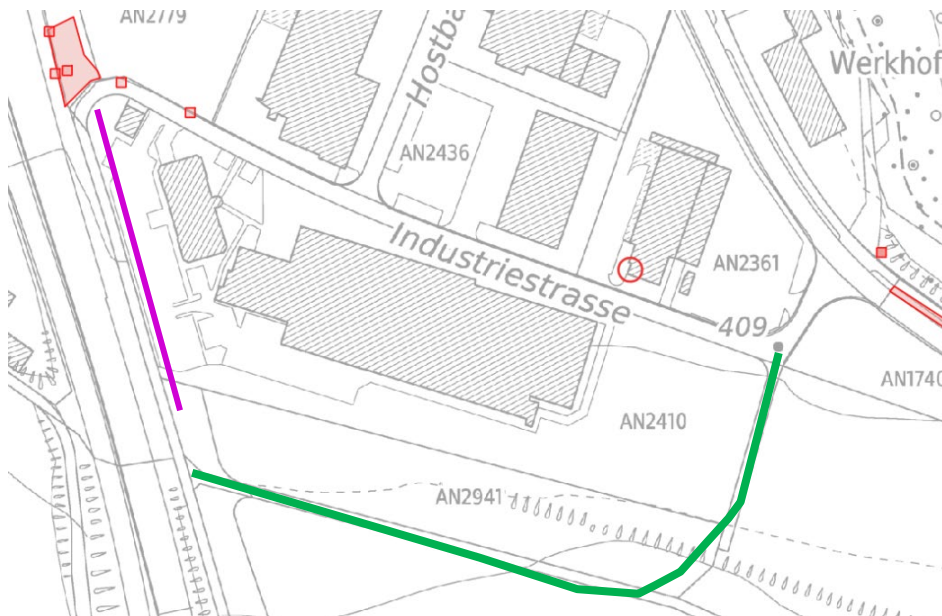 AN2779
Hostba
Werkhof
AN2436
Industriestrasse
AN2361
409
AN1740
AN2410
AN2941